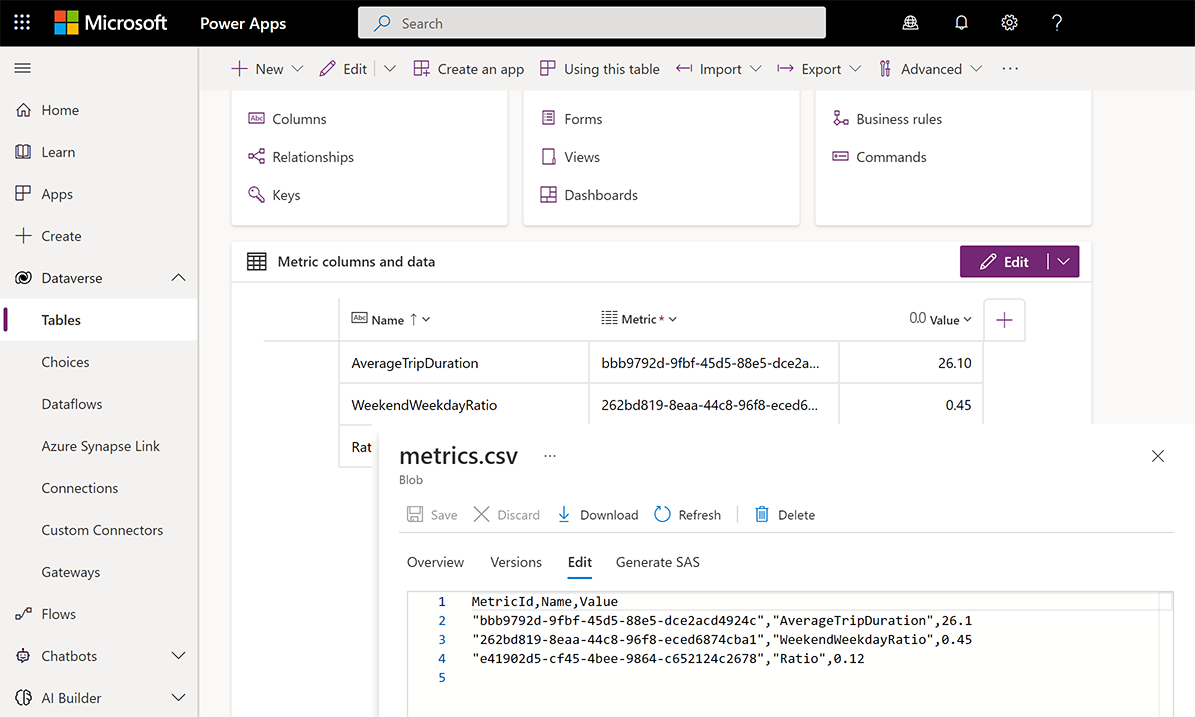 Microsoft Power Apps Search ?
New Edit Create an app Using this table Import Export Advanced ...
Home
Learn
Apps
Create
Dataverse
Tables
Choices
Dataflows
Azure Synapse Link
Connections
Custom Connectors
Gateways
Flows
Chatbots
AI Builder
Abc Columns
Relationships
Keys
Forms
Views
Dashboards
Business rules
Commands
Metric columns and data Edit
Abc Name ↑ Metric * 0.0 Value +
AverageTripDuration bbb9792d-9fbf-45d5-88e5-dce2a... 26.10
WeekendWeekdayRatio 262bd819-8eaa-44c8-96f8-eced6... 0.45
Rat
metrics.csv ...
Blob
Save Discard Download Refresh Delete
Overview Versions Edit Generate SAS
1 MetricId,Name,Value
2 "bbb9792d-9fbf-45d5-88e5-dce2acd4924c","AverageTripDuration",26.1
3 "262bd819-8eaa-44c8-96f8-eced6874cba1","WeekendWeekdayRatio",0.45
4 "e41902d5-cf45-4bee-9864-c652124c2678","Ratio",0.12
5